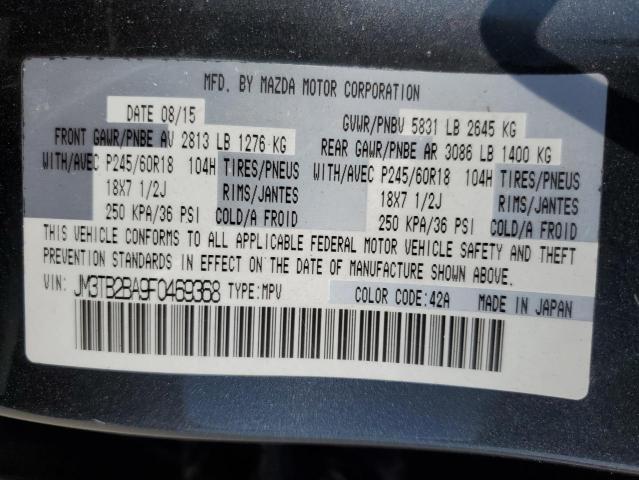 MFD. BY MAZDA MOTOR CORPORATION
DATE 08/15 GVWR/PNBV 5831 LB 2645 KG
FRONT GAWR/PNBE AV 2813 LB 1276 KG REAR GAWR/PNBE AR 3086 LB 1400 KG
WITH/AVEC P245/60R18 104H TIRES/PNEUS WITH/AVEC P245/60R18 104H TIRES/PNEUS
18X7 1/2J RIMS/JANTES 18X7 1/2J RIMS/JANTES
250 KPA/36 PSI COLD/A FROID 250 KPA/36 PSI COLD/A FROID
THIS VEHICLE CONFORMS TO ALL APPLICABLE FEDERAL MOTOR VEHICLE SAFETY AND THEFT
PREVENTION STANDARDS IN EFFECT ON THE DATE OF MANUFACTURE SHOWN ABOVE.
VIN: JM3TB2BA9F0469368 TYPE:MPV COLOR CODE:42A MADE IN JAPAN